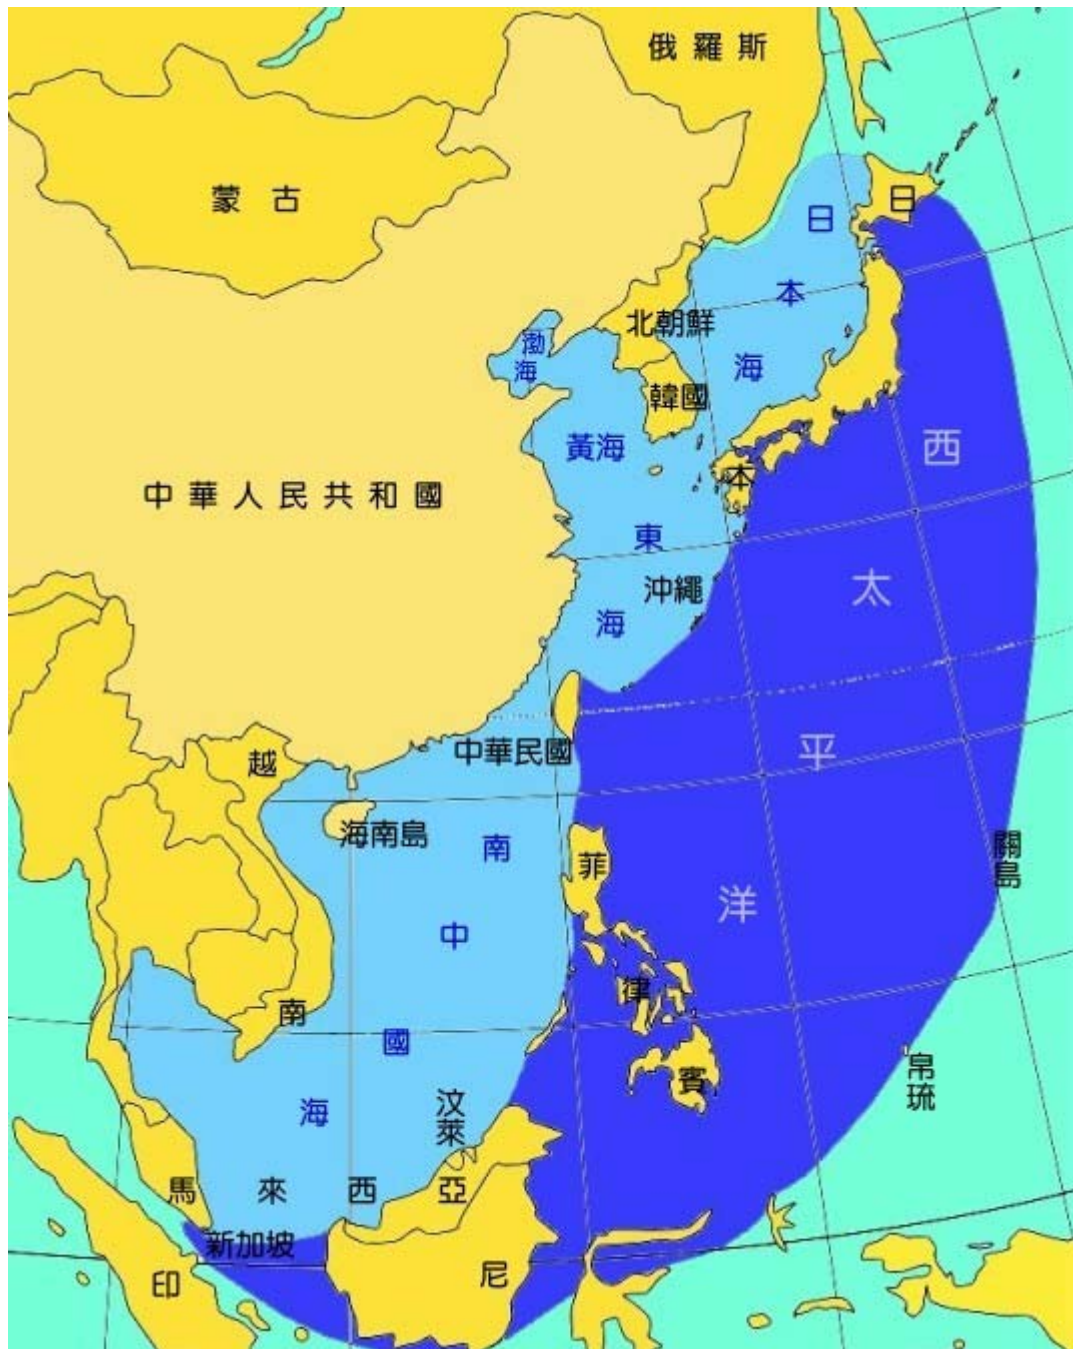 俄羅斯
蒙古
日
日本海
北朝鮮
渤海
韓國
黃海
西太平洋
本
中華人民共和國
東海
沖繩
中華民國
越
海南島
南中國海
菲
關島
律
南
賓
帛琉
汶萊
馬來西亞
新加坡
印
尼